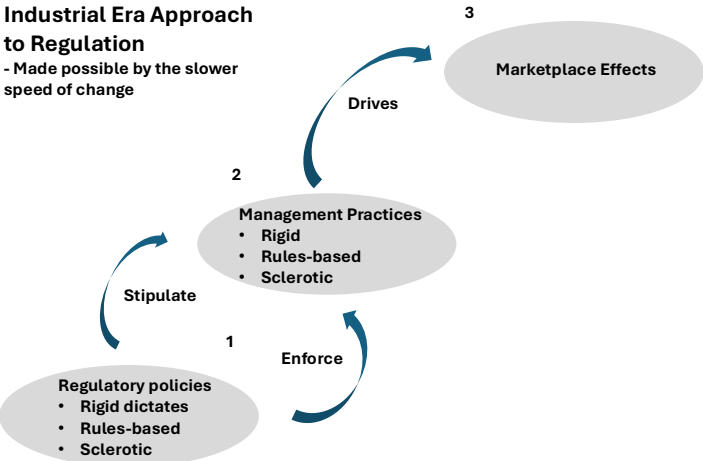 Industrial Era Approach
to Regulation
- Made possible by the slower
speed of change
3
Marketplace Effects
Drives
2
Management Practices
• Rigid
• Rules-based
• Sclerotic
Stipulate
1
Enforce
Regulatory policies
• Rigid dictates
• Rules-based
• Sclerotic